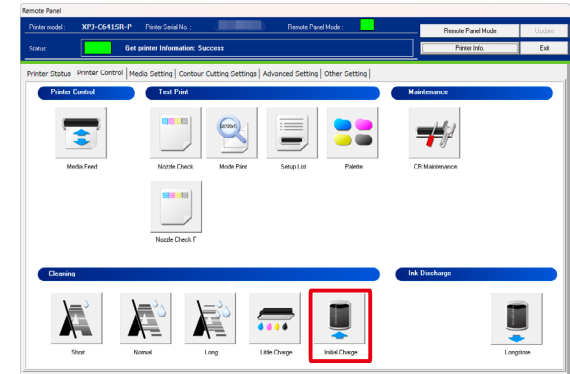 Remote Panel
Printer model : XPJ-C641SR-P Printer Serial No. : Remote Panel Mode :
Remote Panel Mode Update
Status: Get printer Information: Success
Printer Info. Exit
Printer Status Printer Control Media Setting Contour Cutting Settings Advanced Setting Other Setting
Printer Control Test Print Maintenance
Media Feed Nozzle Check Mode Print Setup List Palette CR Maintenance
Nozzle Check F
Cleaning Ink Discharge
Short Normal Long Little Charge Initial Charge Longstore